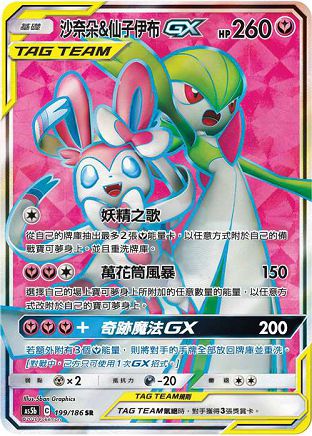 基礎
沙奈朵&仙子伊布GX
HP 260
TAG TEAM
妖精之歌
從自己的牌庫抽出最多2張能量卡,以任意方式附於自己的備
戰寶可夢身上。並且重洗牌庫。
萬花筒風暴 150
選擇自己的場上寶可夢身上所附加的任意數量的能量,以任意方
式改附於自己的寶可夢身上。
+ 奇跡魔法GX 200
若額外附有3個能量,則將對手的手牌全部放回牌庫並重洗。
[對戰中,己方只可使用1次GX招式。]
弱點 ×2 抵抗力 -20 撤退
TAG TEAM規則
TAG TEAM氣絕時,對手獲得3張獎賞卡。
illus.
AS5b C 199/186 SR